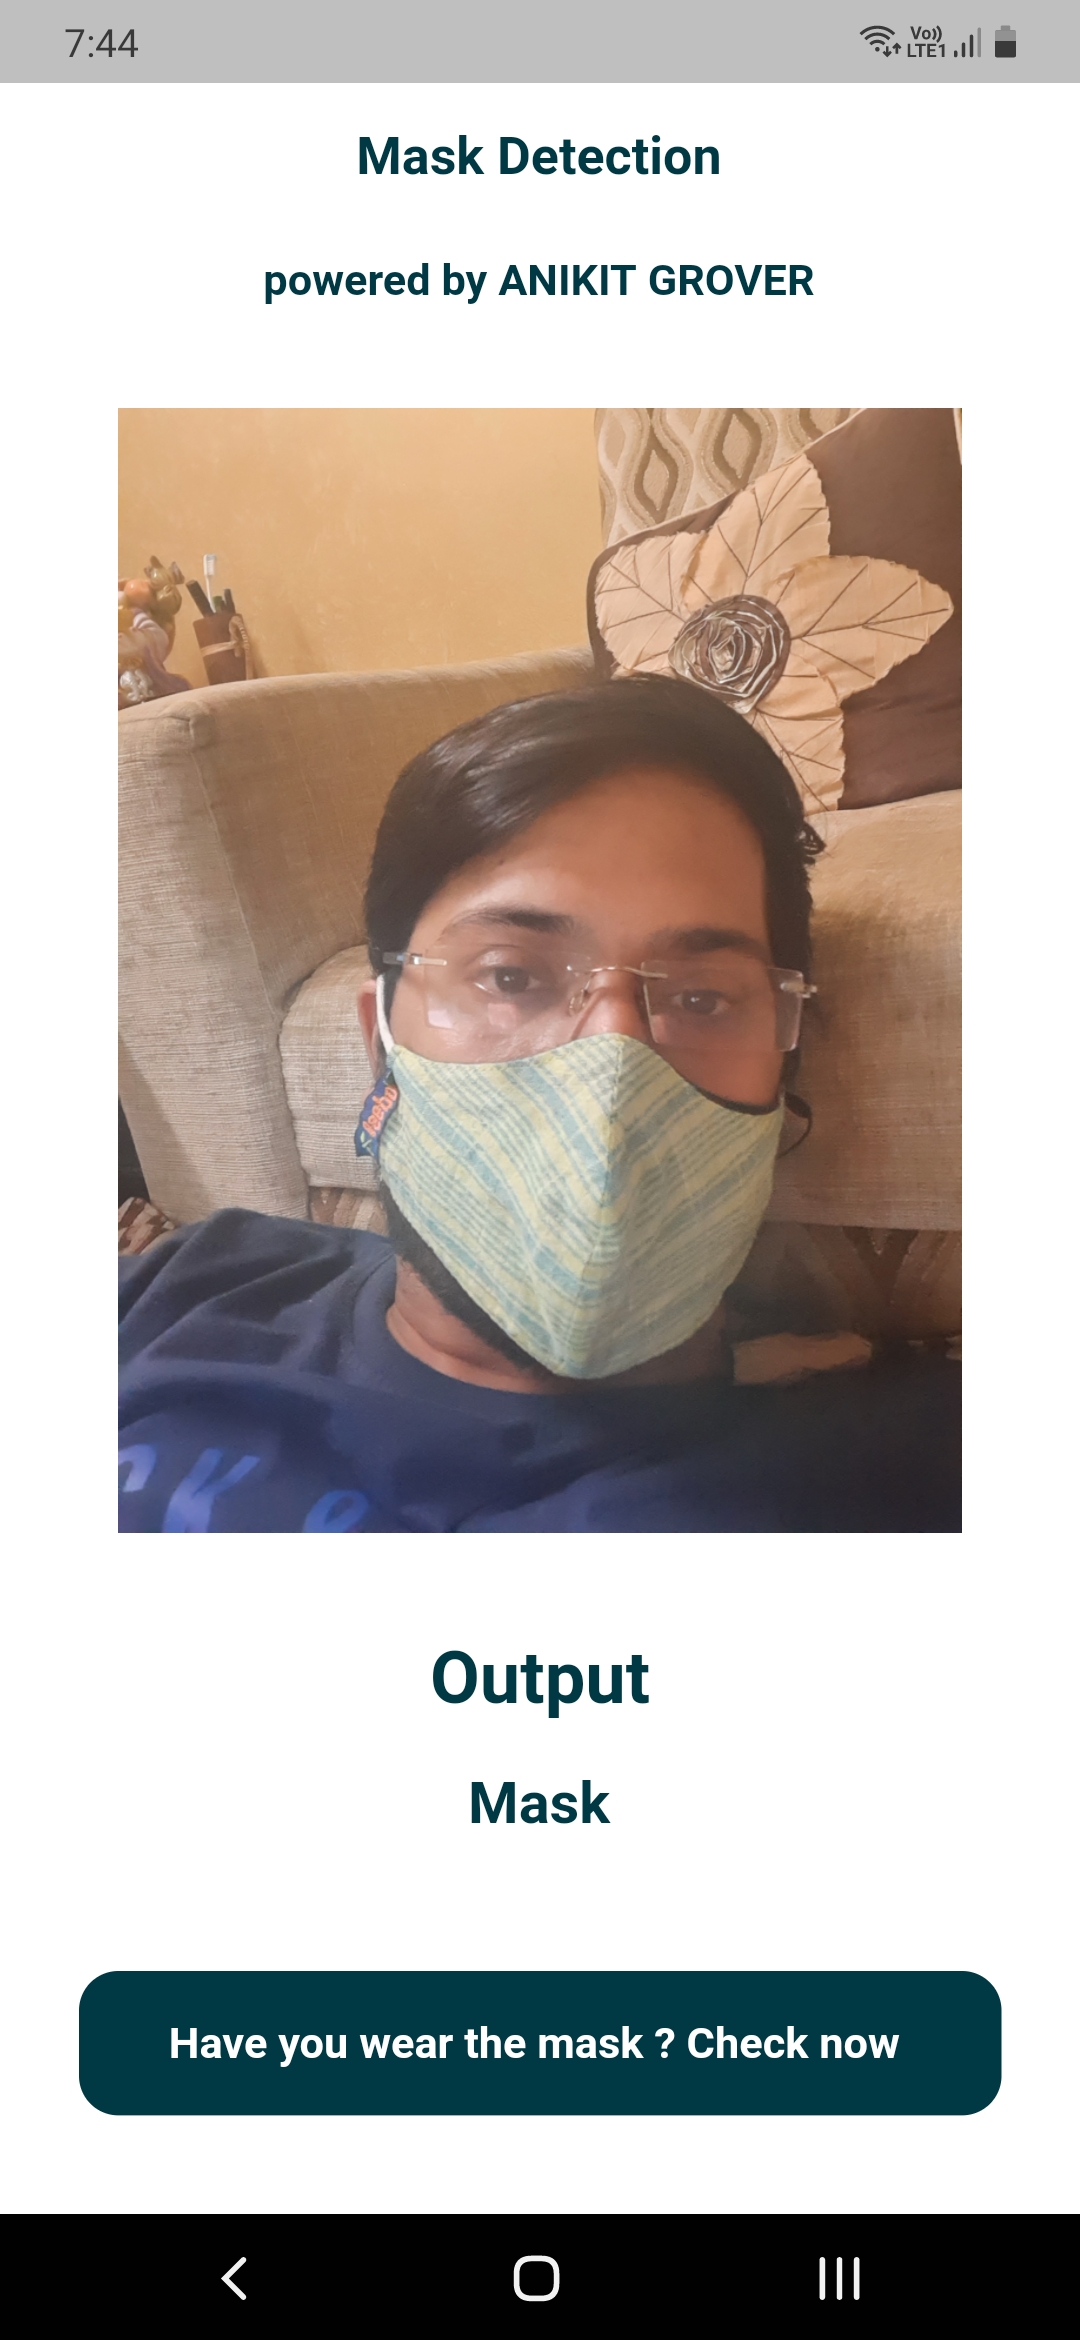 7:44
Vo))
LTE1
Mask Detection
powered by ANIKIT GROVER
Output
Mask
Have you wear the mask ? Check now